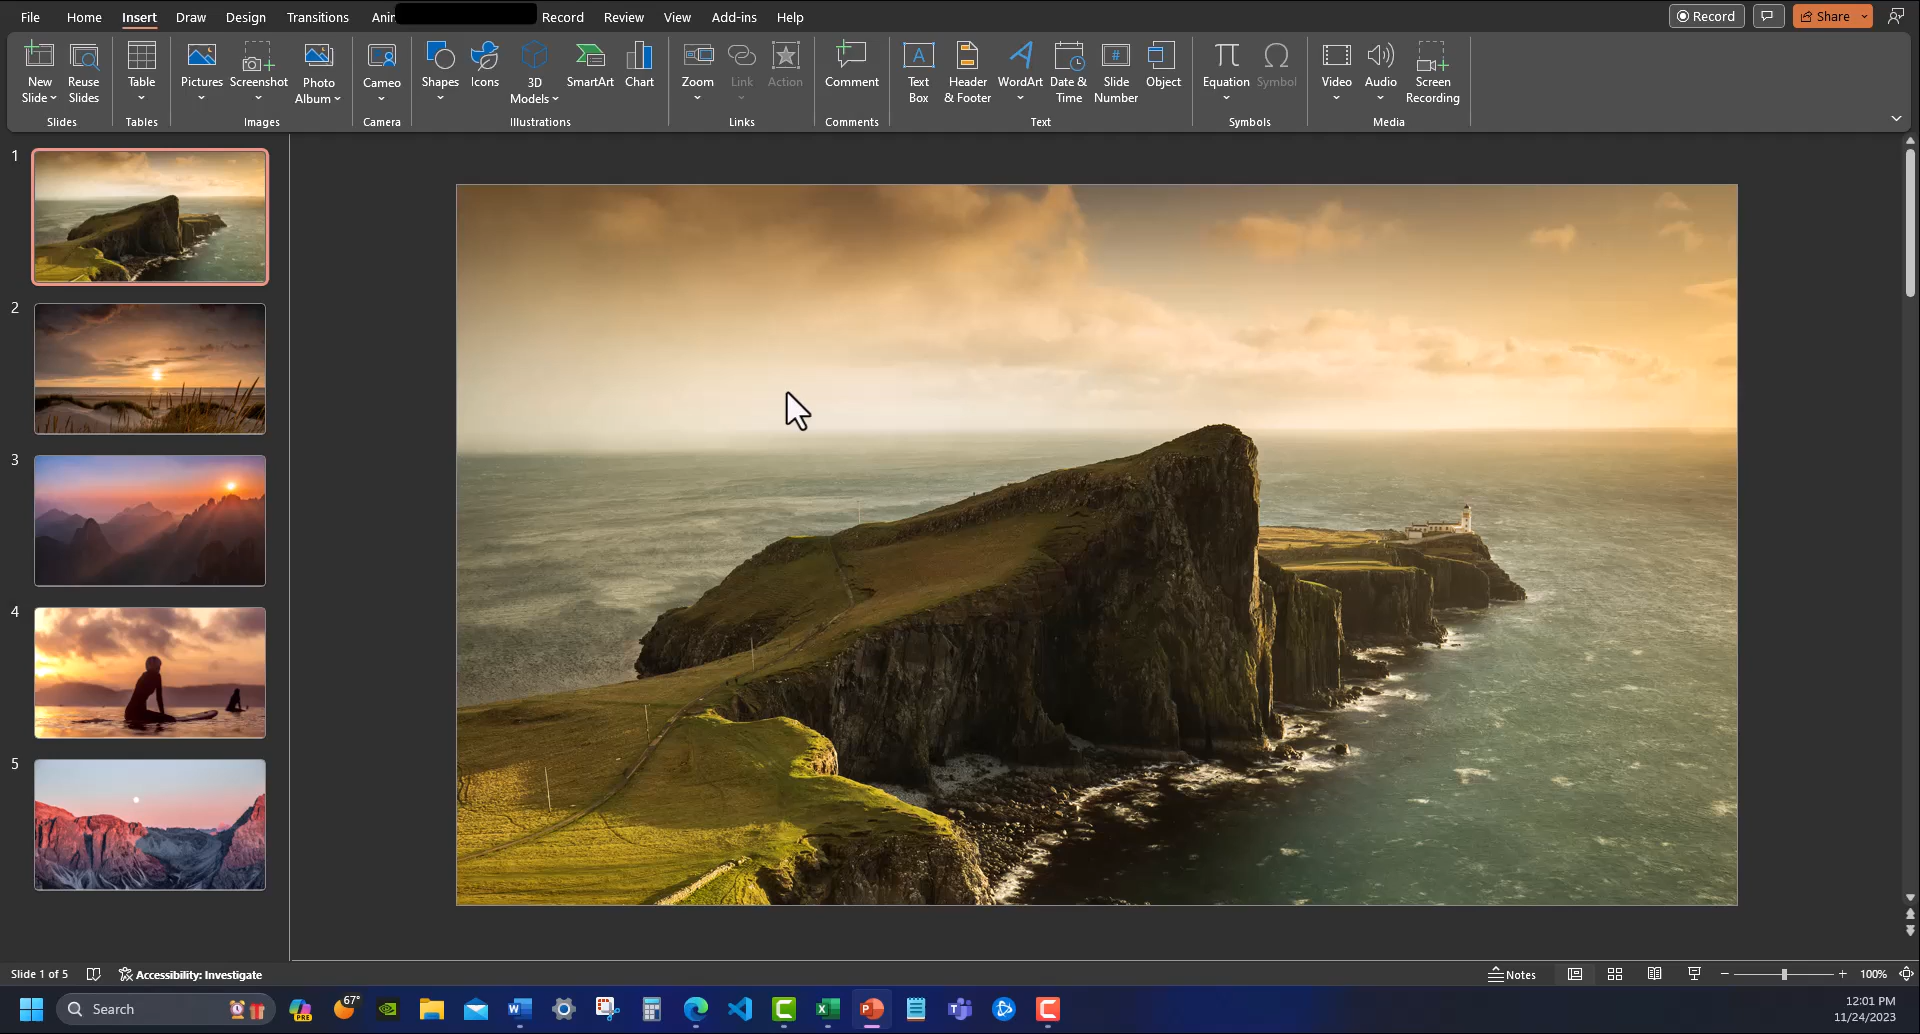 File Home Insert Draw Design Transitions Record Review View Add-ins Help Record Share
New Slide
Reuse Slides
Table
Pictures
Screenshot
Photo Album
Cameo
Shapes
Icons
3D Models
SmartArt
Chart
Zoom
Link
Action
Comment
Text Box
Header & Footer
WordArt
Date & Time
Slide Number
Object
Equation
Symbol
Video
Audio
Screen Recording
Slides Tables Images Camera Illustrations Links Comments Text Symbols Media
1
2
3
4
5
Slide 1 of 5 Accessibility: Investigate Notes 100%
Search 67° 12:01 PM
11/24/2023